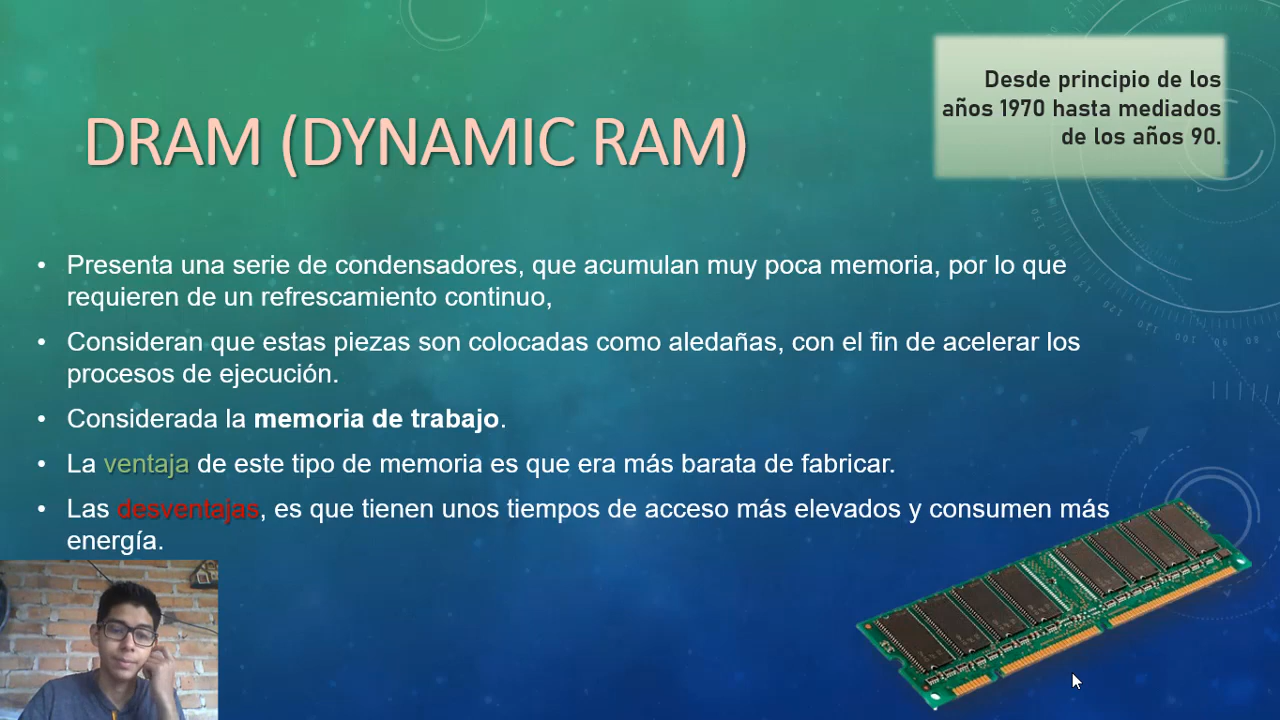 Desde principio de los
años 1970 hasta mediados
de los años 90.
DRAM (DYNAMIC RAM)
• Presenta una serie de condensadores, que acumulan muy poca memoria, por lo que
requieren de un refrescamiento continuo,
• Consideran que estas piezas son colocadas como aledañas, con el fin de acelerar los
procesos de ejecución.
• Considerada la memoria de trabajo.
• La ventaja de este tipo de memoria es que era más barata de fabricar.
• Las desventajas, es que tienen unos tiempos de acceso más elevados y consumen más
energía.